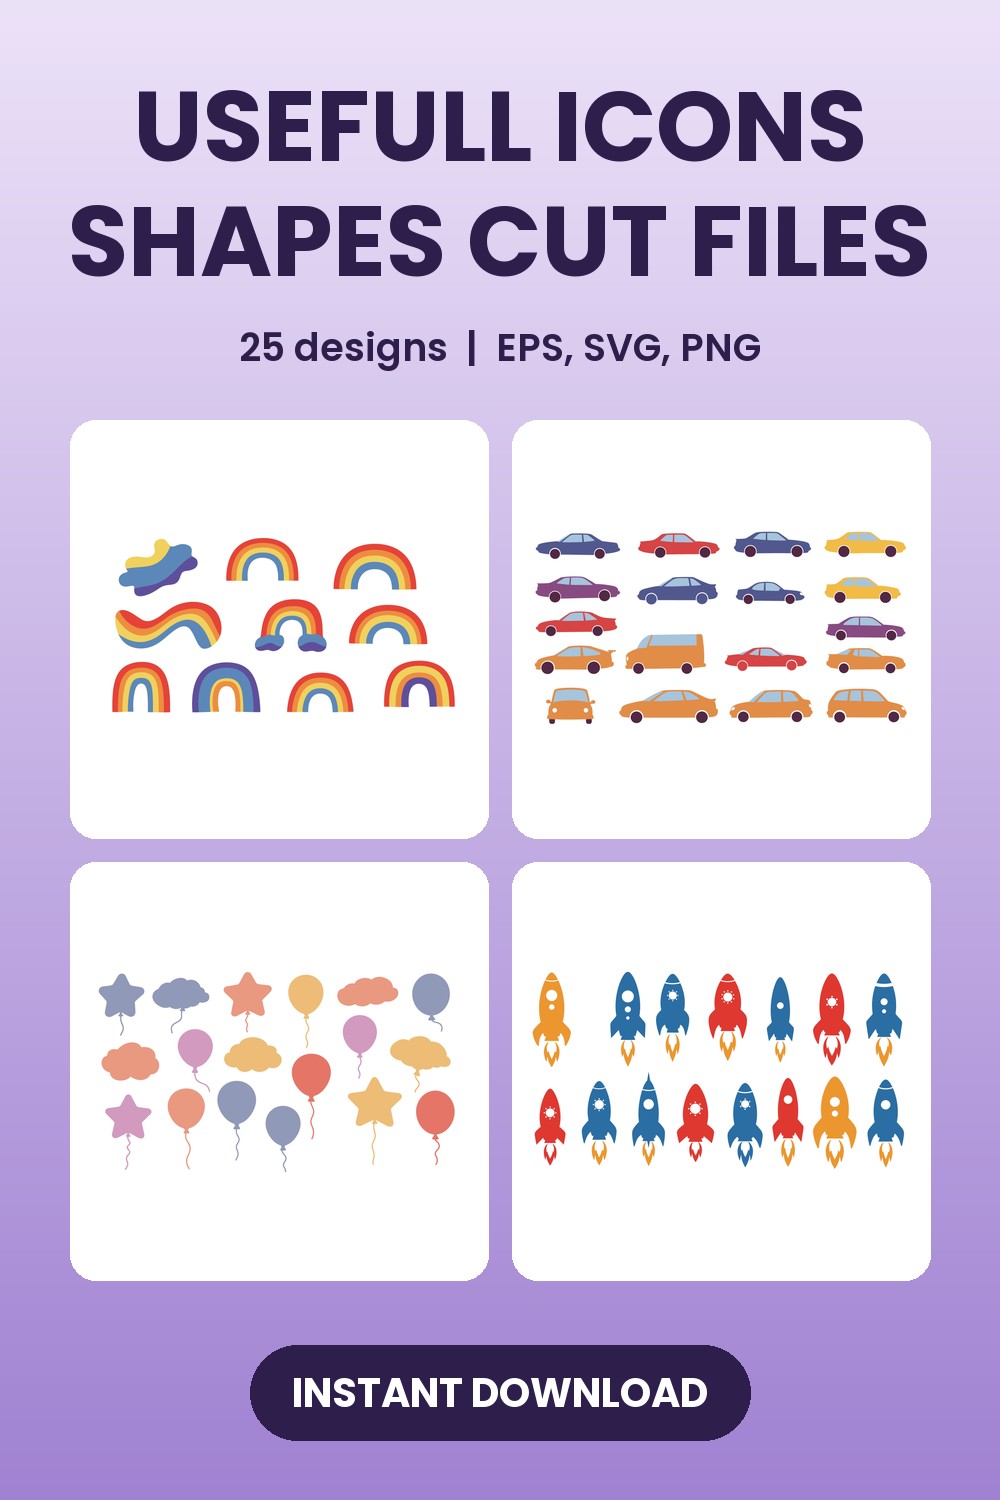 USEFULL ICONS
SHAPES CUT FILES
25 designs | EPS, SVG, PNG
INSTANT DOWNLOAD